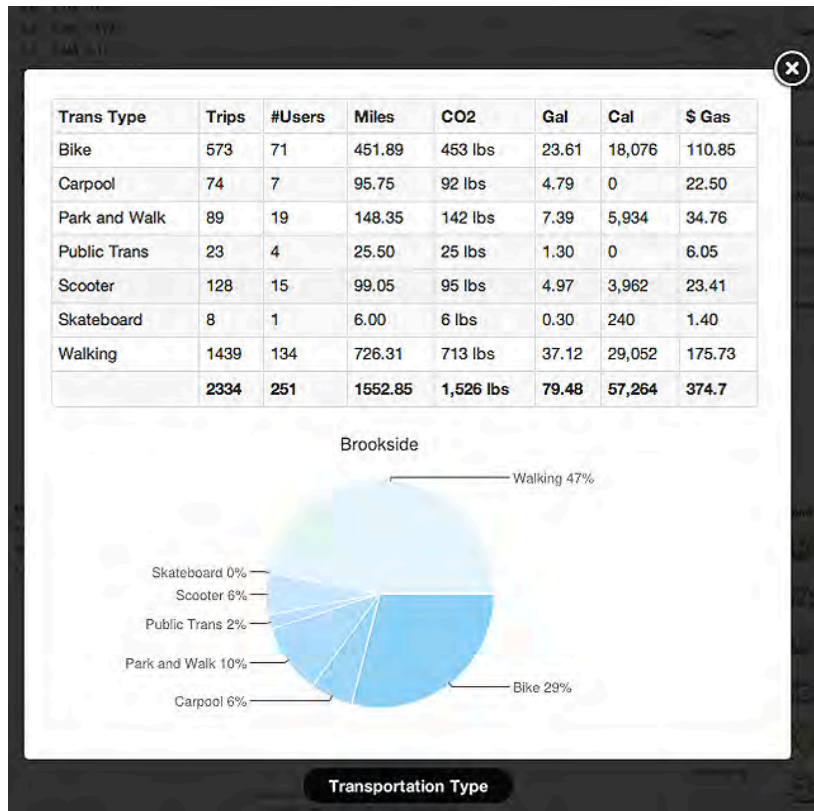 Trans Type Trips #Users Miles CO2 Gal Cal $ Gas
Bike 573 71 451.89 453 lbs 23.61 18,076 110.85
Carpool 74 7 95.75 92 lbs 4.79 0 22.50
Park and Walk 89 19 148.35 142 lbs 7.39 5,934 34.76
Public Trans 23 4 25.50 25 lbs 1.30 0 6.05
Scooter 128 15 99.05 95 lbs 4.97 3,962 23.41
Skateboard 8 1 6.00 6 lbs 0.30 240 1.40
Walking 1439 134 726.31 713 lbs 37.12 29,052 175.73
2334 251 1552.85 1,526 lbs 79.48 57,264 374.7
Brookside
Walking 47%
Skateboard 0%
Scooter 6%
Public Trans 2%
Park and Walk 10%
Carpool 6%
Bike 29%
Transportation Type